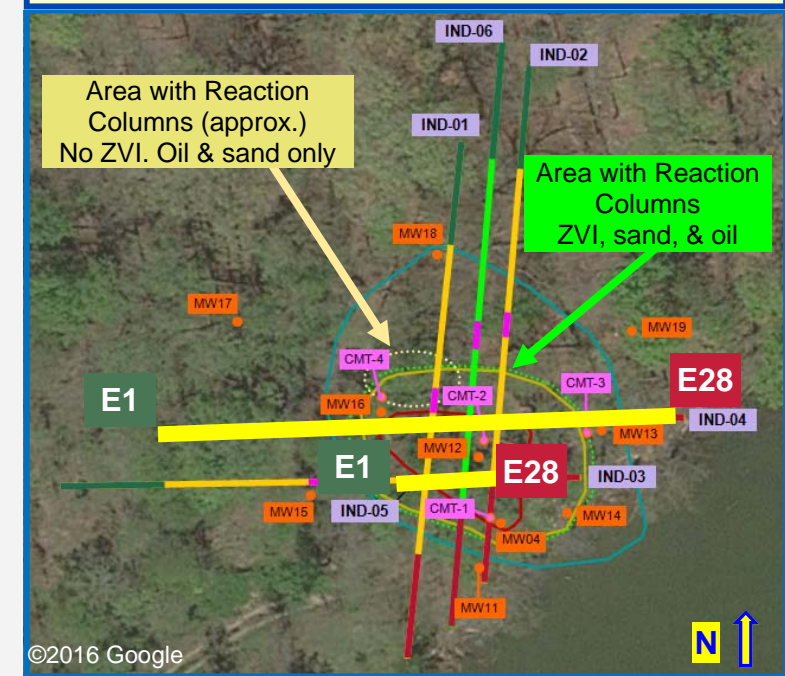 IND-06
IND-02
Area with Reaction
Columns (approx.)
No ZVI. Oil & sand only
IND-01
Area with Reaction
Columns
ZVI, sand, & oil
MW18
MW17
MW19
CMT-4
CMT-2
CMT-3
E28
E1
MW16
IND-04
MW13
MW12
E1
E28
IND-03
MW15
IND-05
CMT-1
MW14
MW04
MW11
N
©2016 Google